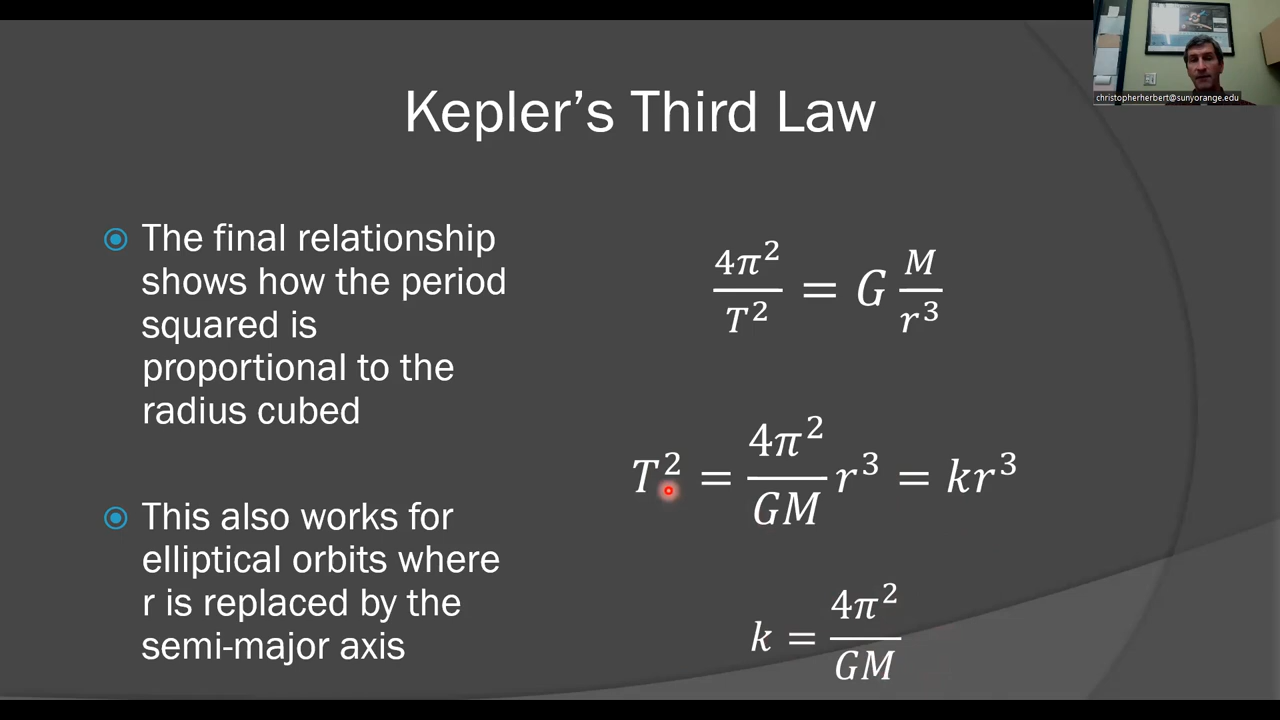 christopherherbert@sunyorange.edu
Kepler's Third Law
The final relationship
shows how the period
squared is
proportional to the
radius cubed
This also works for
elliptical orbits where
r is replaced by the
semi-major axis
4π²/T² = G M/r³
T² = 4π²/GM r³ = kr³
k = 4π²/GM